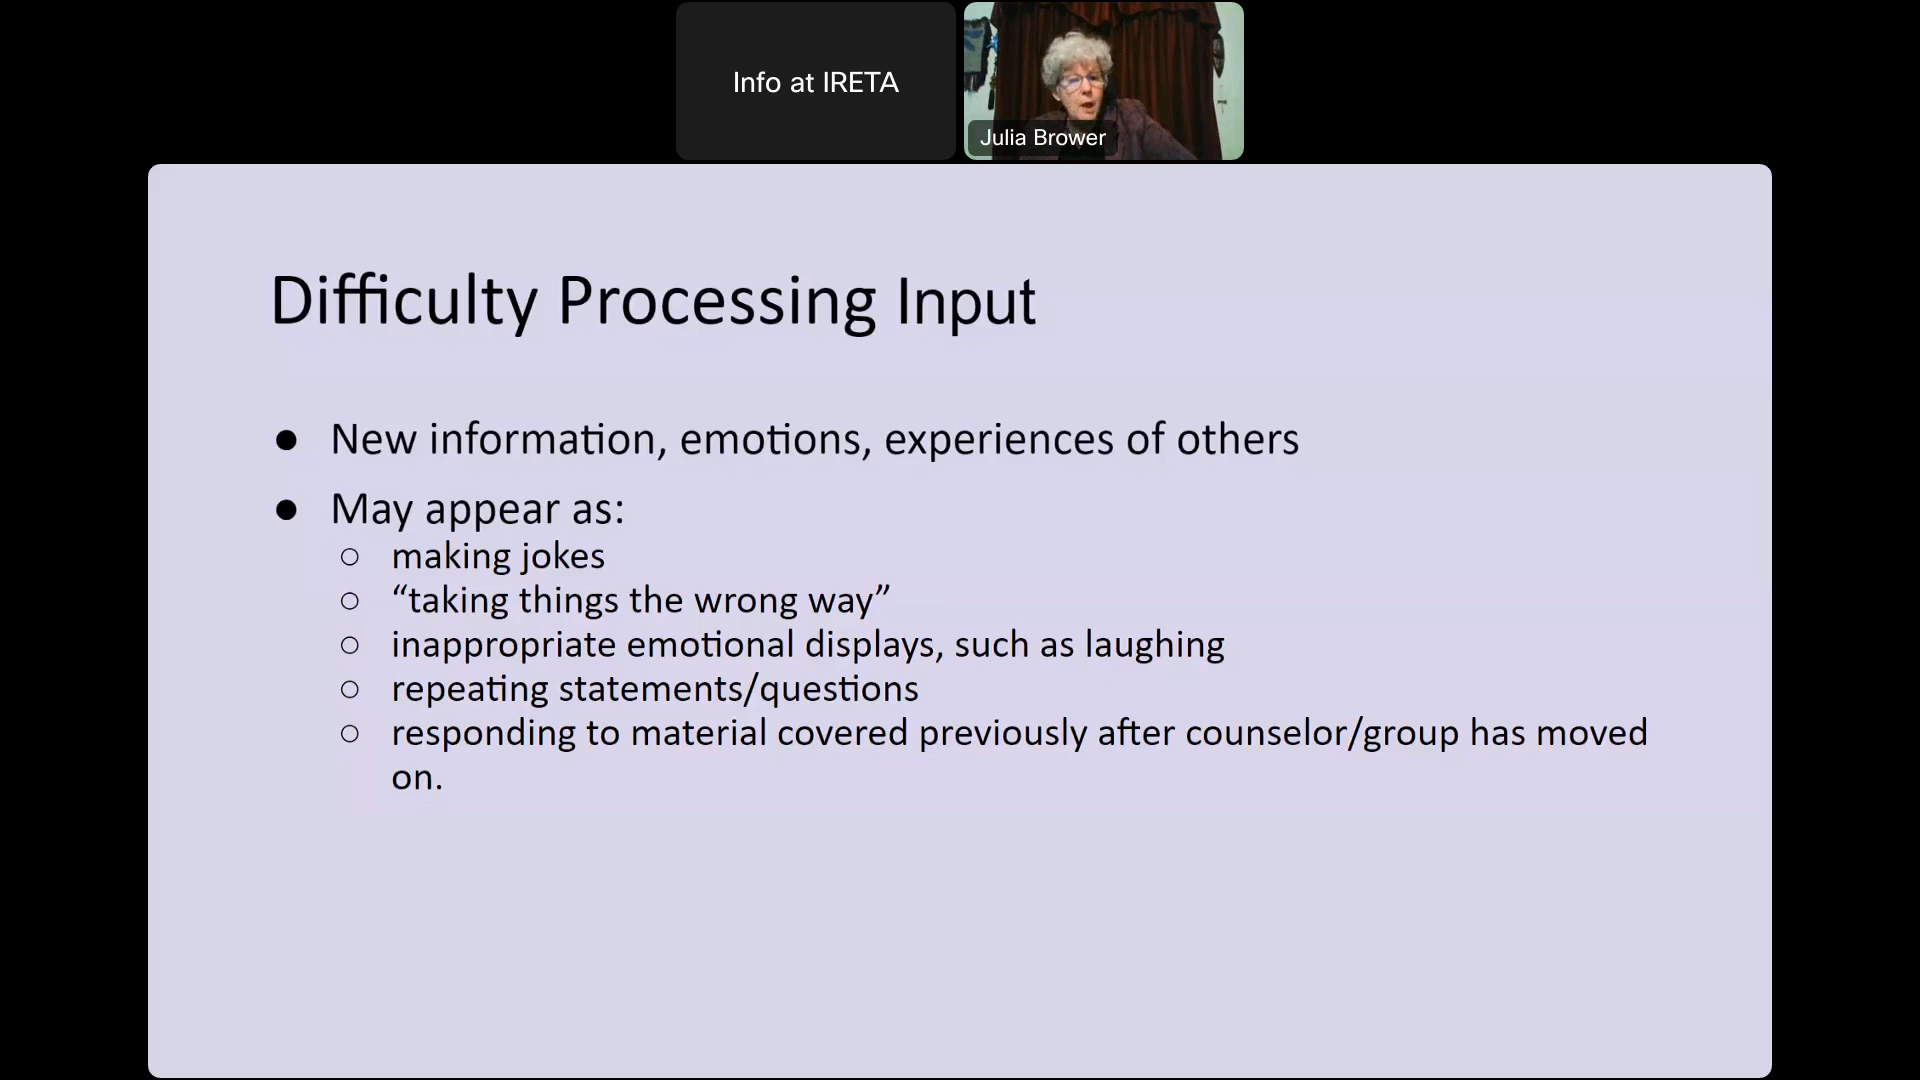 Info at IRETA
Julia Brower
Difficulty Processing Input
● New information, emotions, experiences of others
● May appear as:
○ making jokes
○ “taking things the wrong way”
○ inappropriate emotional displays, such as laughing
○ repeating statements/questions
○ responding to material covered previously after counselor/group has moved
on.